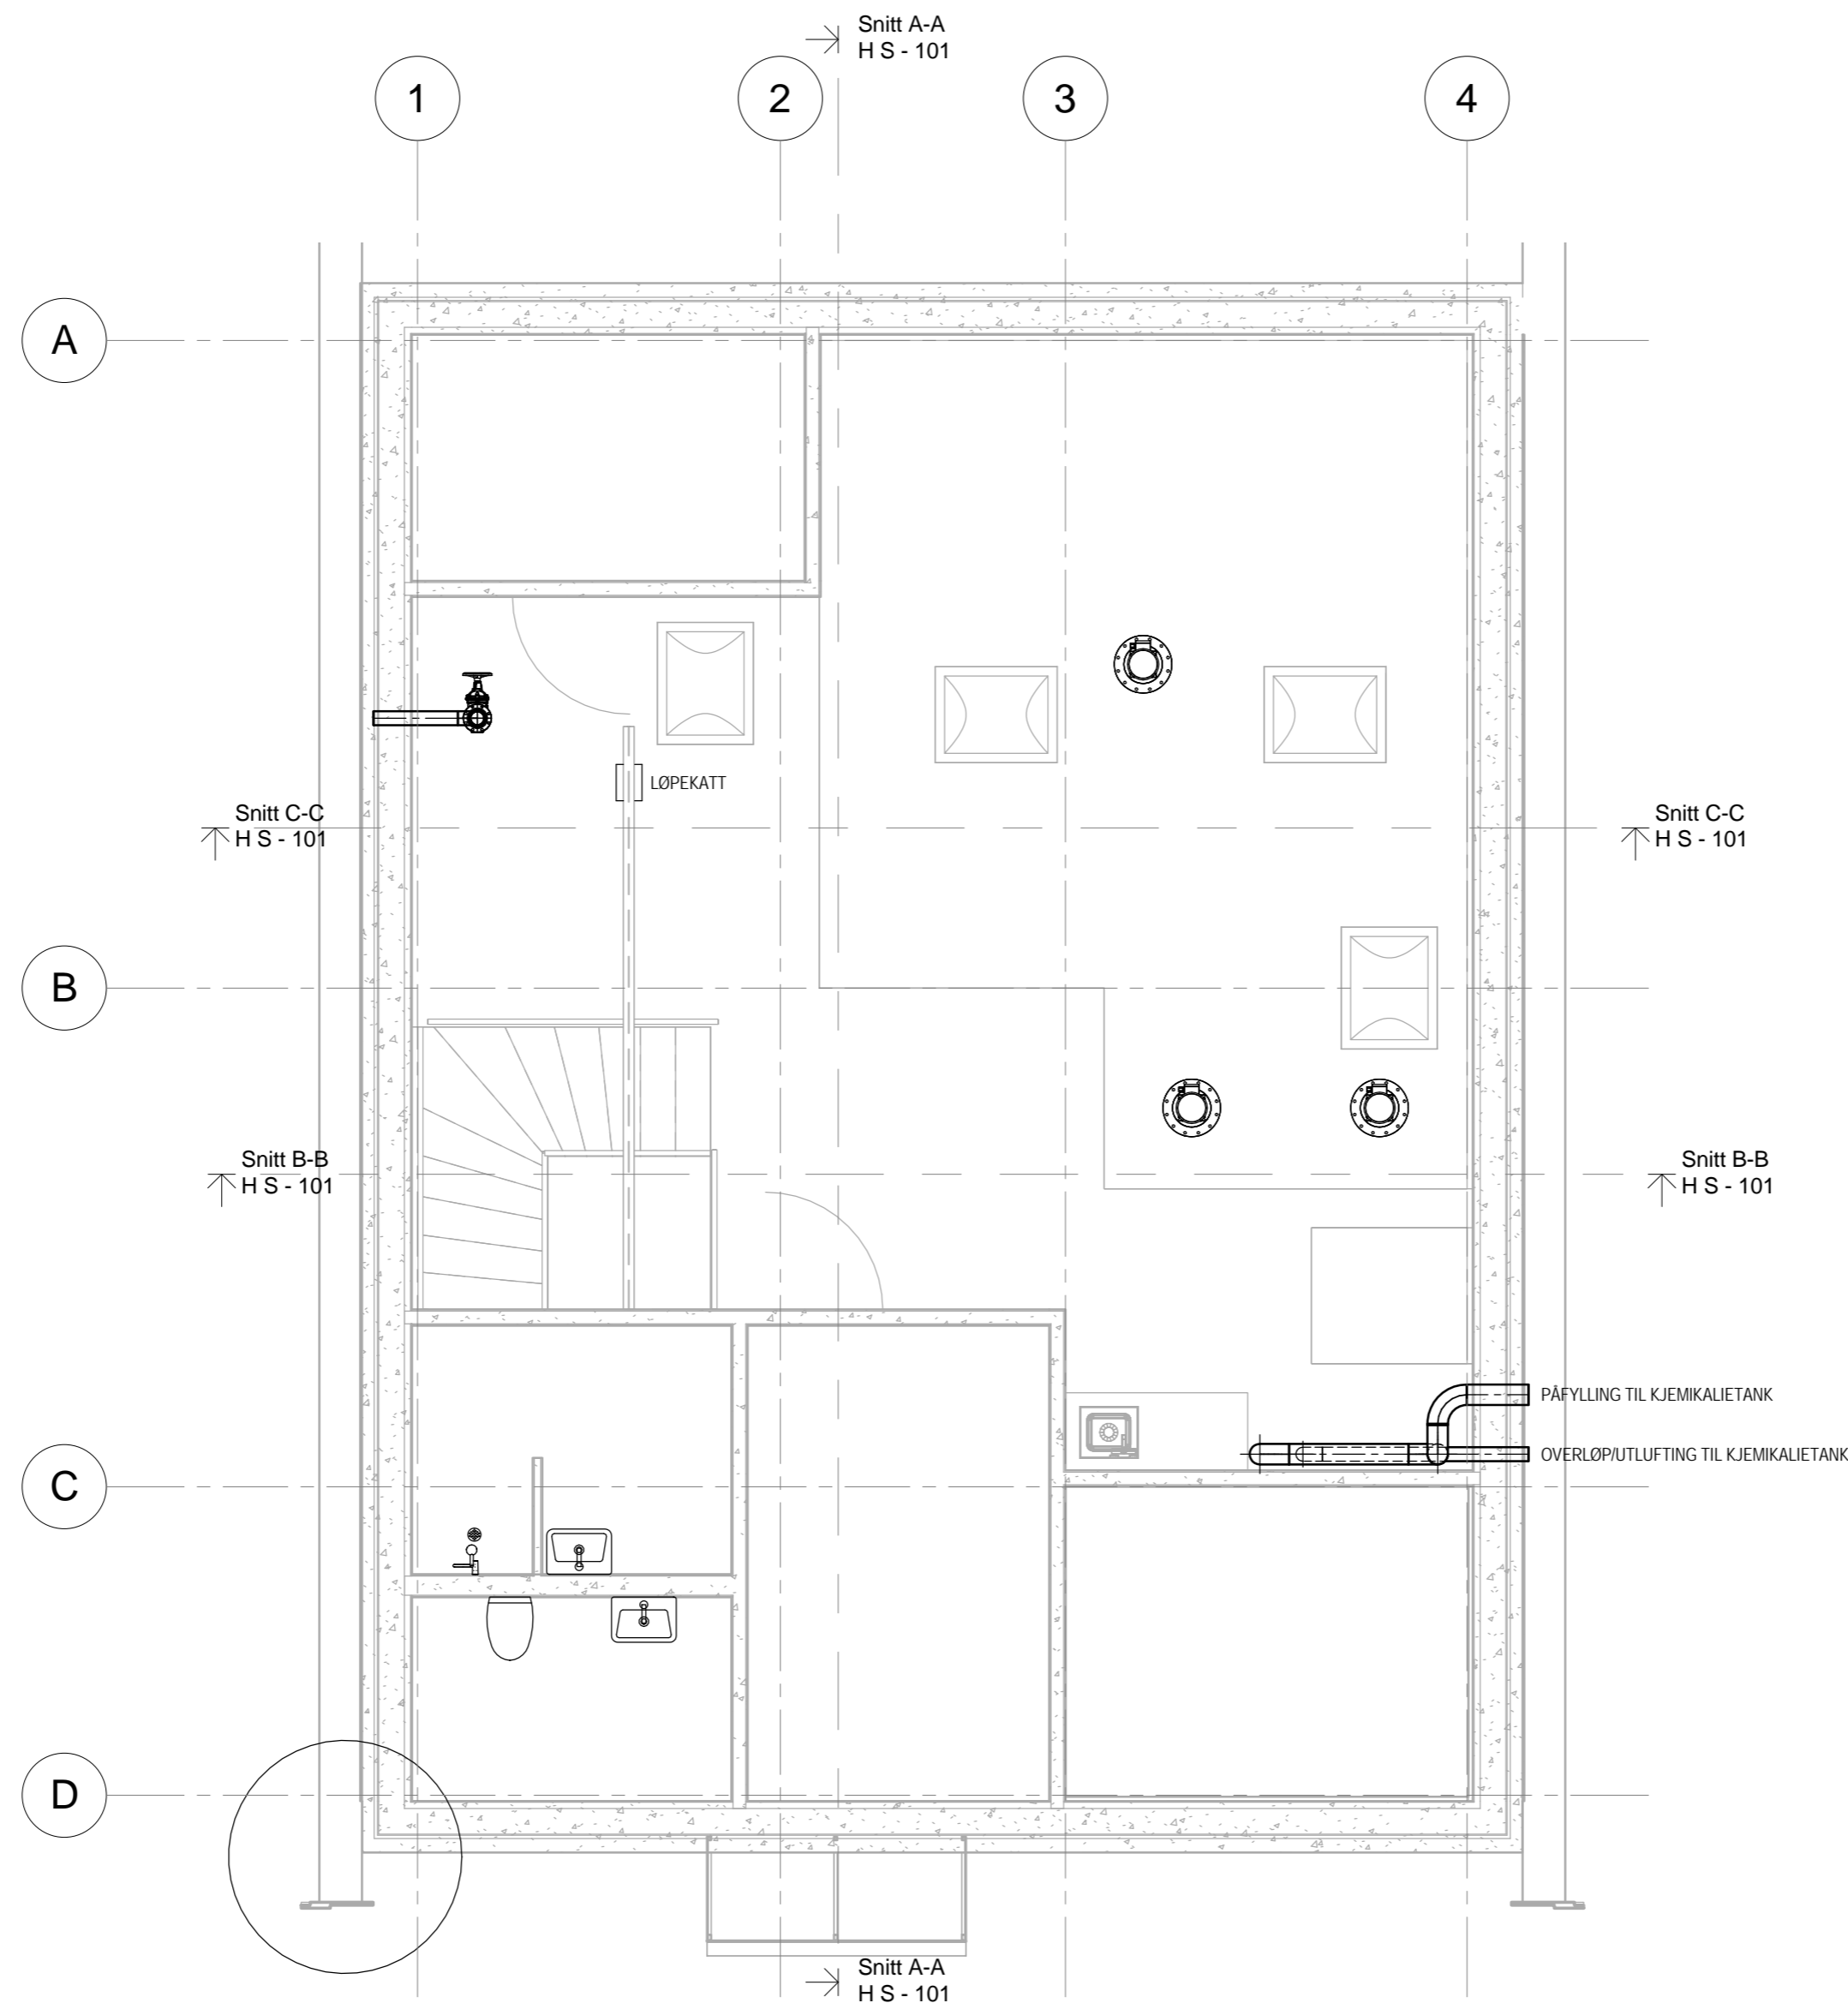 Snitt A-A
H S - 101
1
2
3
4
A
LØPEKATT
Snitt C-C
H S - 101
Snitt C-C
H S - 101
B
Snitt B-B
H S - 101
Snitt B-B
H S - 101
PÅFYLLING TIL KJEMIKALIETANK
OVERLØP/UTLUFTING TIL KJEMIKALIETANK
C
D
Snitt A-A
H S - 101